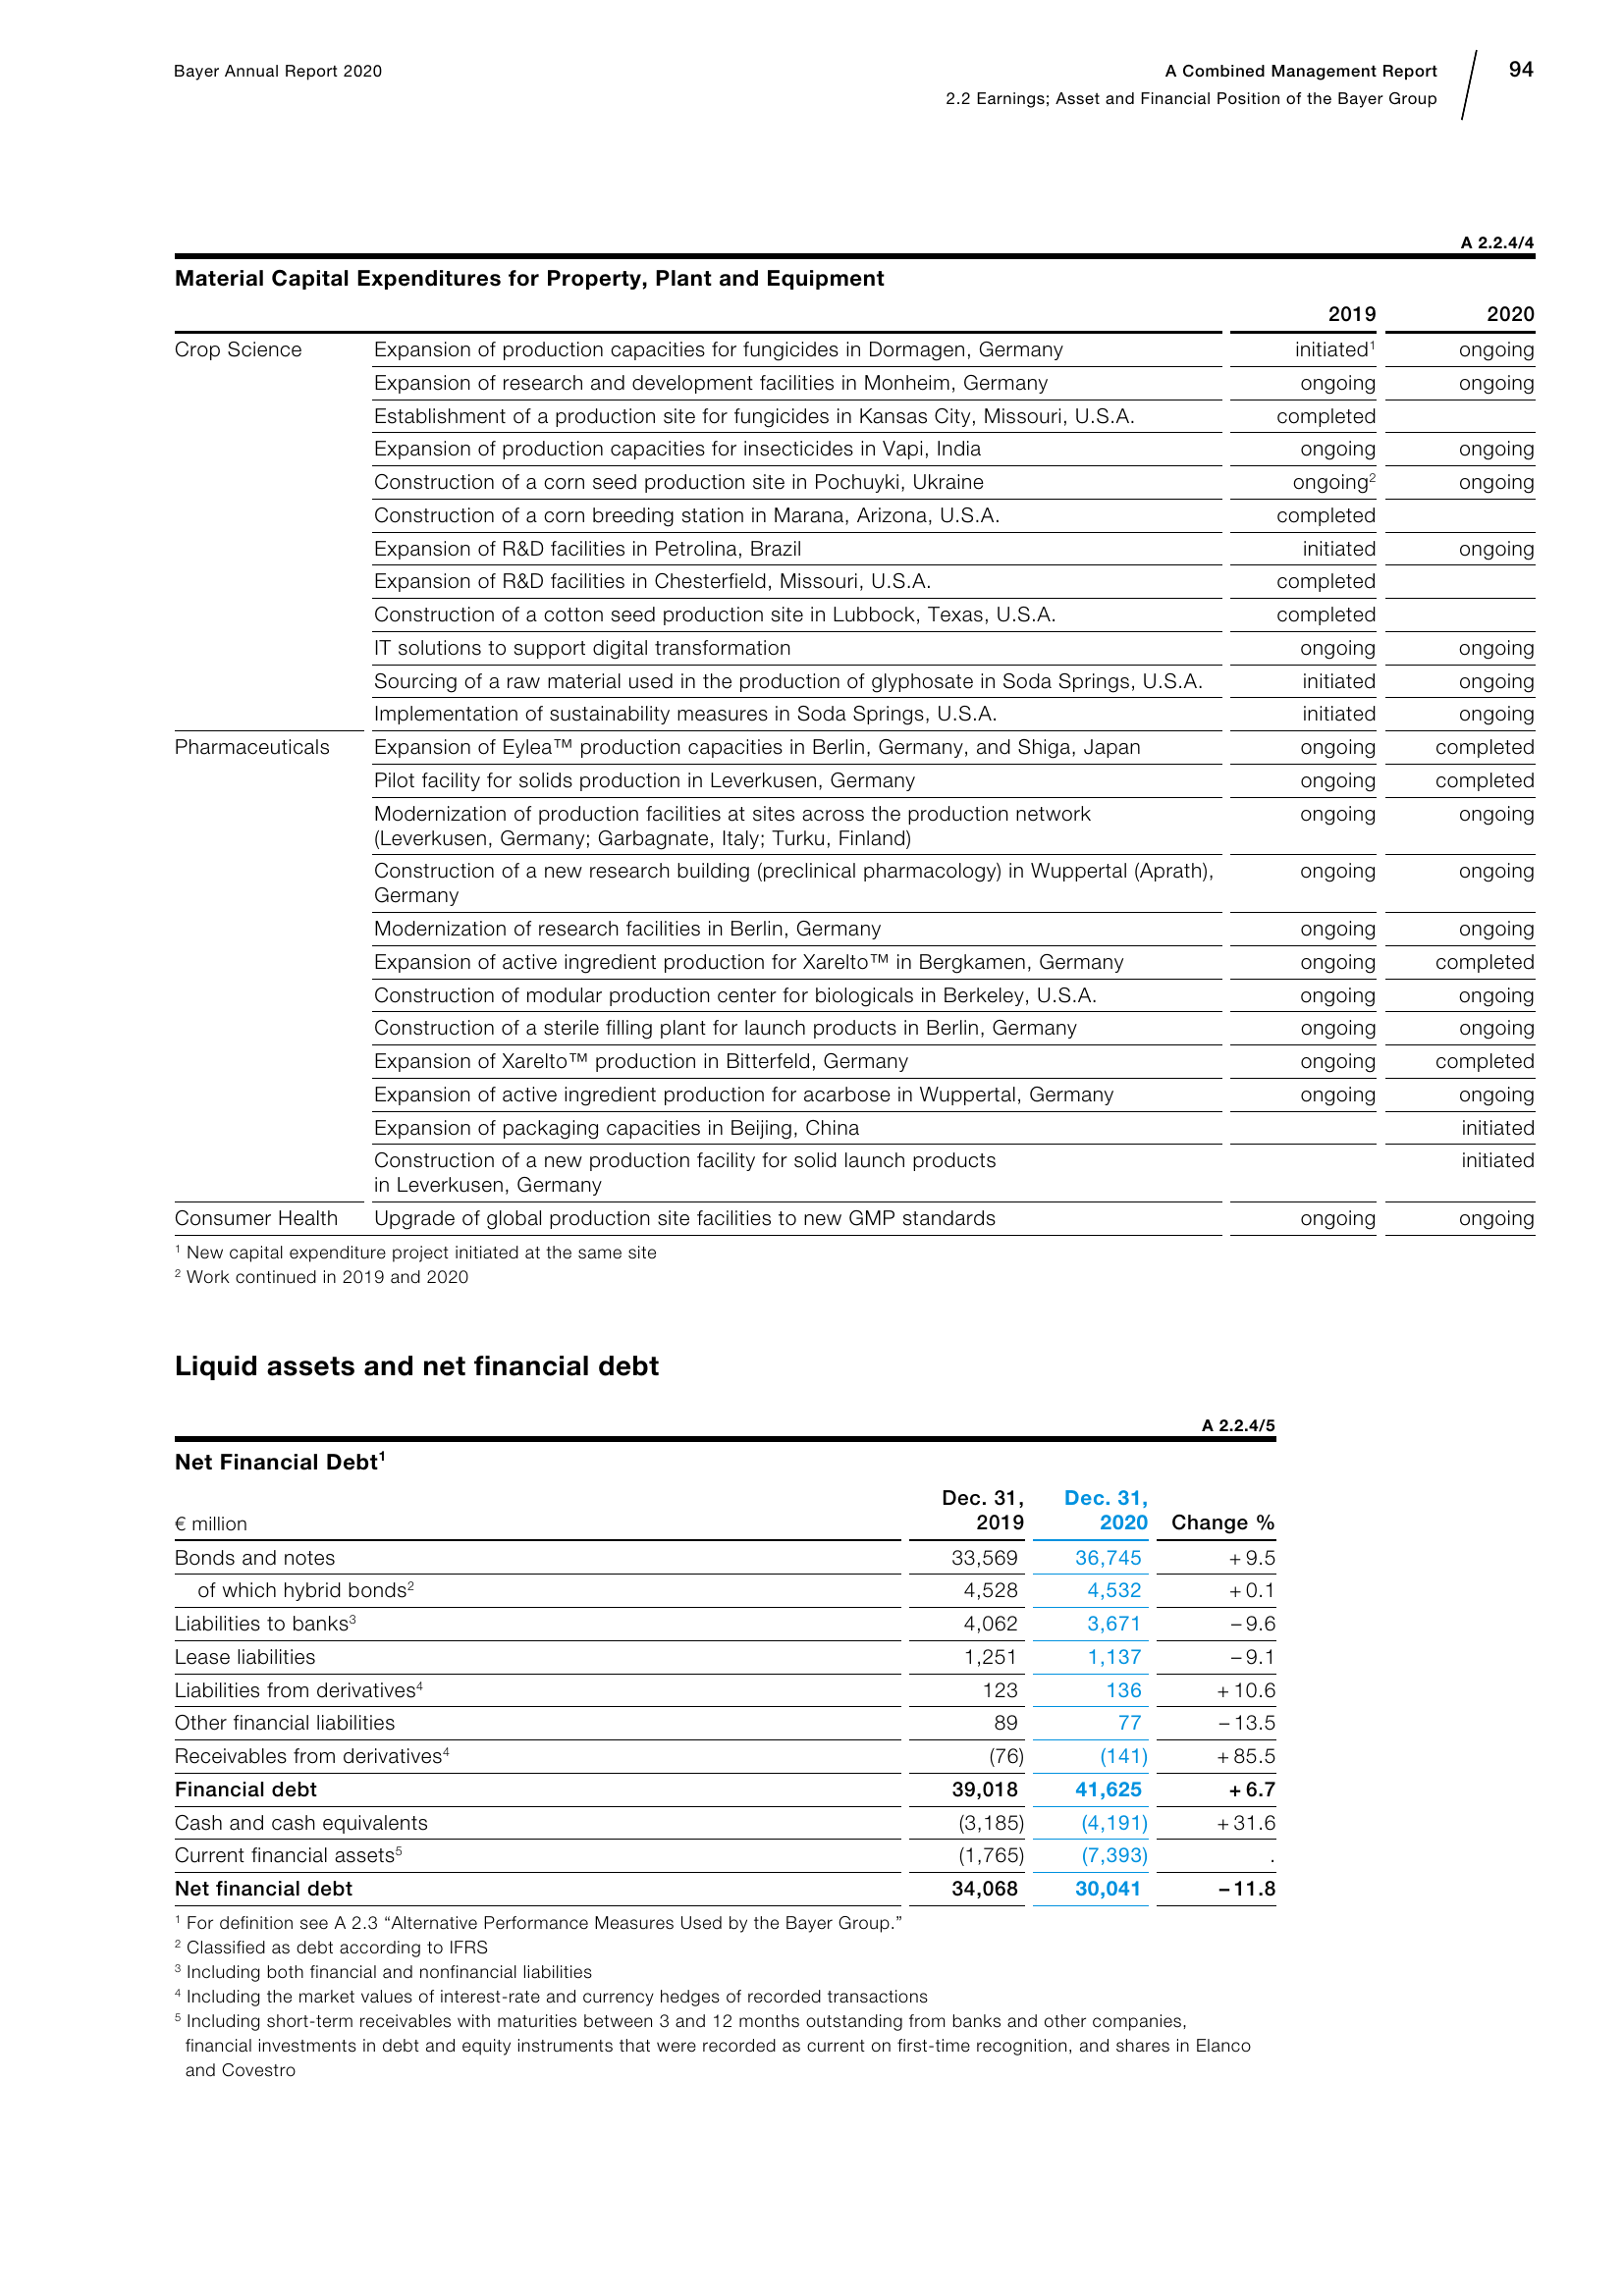 Bayer Annual Report 2020
A Combined Management Report
94
2.2 Earnings; Asset and Financial Position of the Bayer Group
A 2.2.4/4
Material Capital Expenditures for Property, Plant and Equipment
2019 2020
Crop Science Expansion of production capacities for fungicides in Dormagen, Germany initiated¹ ongoing
Expansion of research and development facilities in Monheim, Germany ongoing ongoing
Establishment of a production site for fungicides in Kansas City, Missouri, U.S.A. completed
Expansion of production capacities for insecticides in Vapi, India ongoing ongoing
Construction of a corn seed production site in Pochuyki, Ukraine ongoing² ongoing
Construction of a corn breeding station in Marana, Arizona, U.S.A. completed
Expansion of R&D facilities in Petrolina, Brazil initiated ongoing
Expansion of R&D facilities in Chesterfield, Missouri, U.S.A. completed
Construction of a cotton seed production site in Lubbock, Texas, U.S.A. completed
IT solutions to support digital transformation ongoing ongoing
Sourcing of a raw material used in the production of glyphosate in Soda Springs, U.S.A. initiated ongoing
Implementation of sustainability measures in Soda Springs, U.S.A. initiated ongoing
Pharmaceuticals Expansion of Eylea™ production capacities in Berlin, Germany, and Shiga, Japan ongoing completed
Pilot facility for solids production in Leverkusen, Germany ongoing completed
Modernization of production facilities at sites across the production network ongoing ongoing
(Leverkusen, Germany; Garbagnate, Italy; Turku, Finland)
Construction of a new research building (preclinical pharmacology) in Wuppertal (Aprath), ongoing ongoing
Germany
Modernization of research facilities in Berlin, Germany ongoing ongoing
Expansion of active ingredient production for Xarelto™ in Bergkamen, Germany ongoing completed
Construction of modular production center for biologicals in Berkeley, U.S.A. ongoing ongoing
Construction of a sterile filling plant for launch products in Berlin, Germany ongoing ongoing
Expansion of Xarelto™ production in Bitterfeld, Germany ongoing completed
Expansion of active ingredient production for acarbose in Wuppertal, Germany ongoing ongoing
Expansion of packaging capacities in Beijing, China initiated
Construction of a new production facility for solid launch products initiated
in Leverkusen, Germany
Consumer Health Upgrade of global production site facilities to new GMP standards ongoing ongoing
¹ New capital expenditure project initiated at the same site
² Work continued in 2019 and 2020
Liquid assets and net financial debt
A 2.2.4/5
Net Financial Debt¹
Dec. 31, Dec. 31,
€ million 2019 2020 Change %
Bonds and notes 33,569 36,745 + 9.5
of which hybrid bonds² 4,528 4,532 + 0.1
Liabilities to banks³ 4,062 3,671 – 9.6
Lease liabilities 1,251 1,137 – 9.1
Liabilities from derivatives⁴ 123 136 + 10.6
Other financial liabilities 89 77 – 13.5
Receivables from derivatives⁴ (76) (141) + 85.5
Financial debt 39,018 41,625 + 6.7
Cash and cash equivalents (3,185) (4,191) + 31.6
Current financial assets⁵ (1,765) (7,393) .
Net financial debt 34,068 30,041 – 11.8
¹ For definition see A 2.3 “Alternative Performance Measures Used by the Bayer Group.”
² Classified as debt according to IFRS
³ Including both financial and nonfinancial liabilities
⁴ Including the market values of interest-rate and currency hedges of recorded transactions
⁵ Including short-term receivables with maturities between 3 and 12 months outstanding from banks and other companies,
financial investments in debt and equity instruments that were recorded as current on first-time recognition, and shares in Elanco
and Covestro